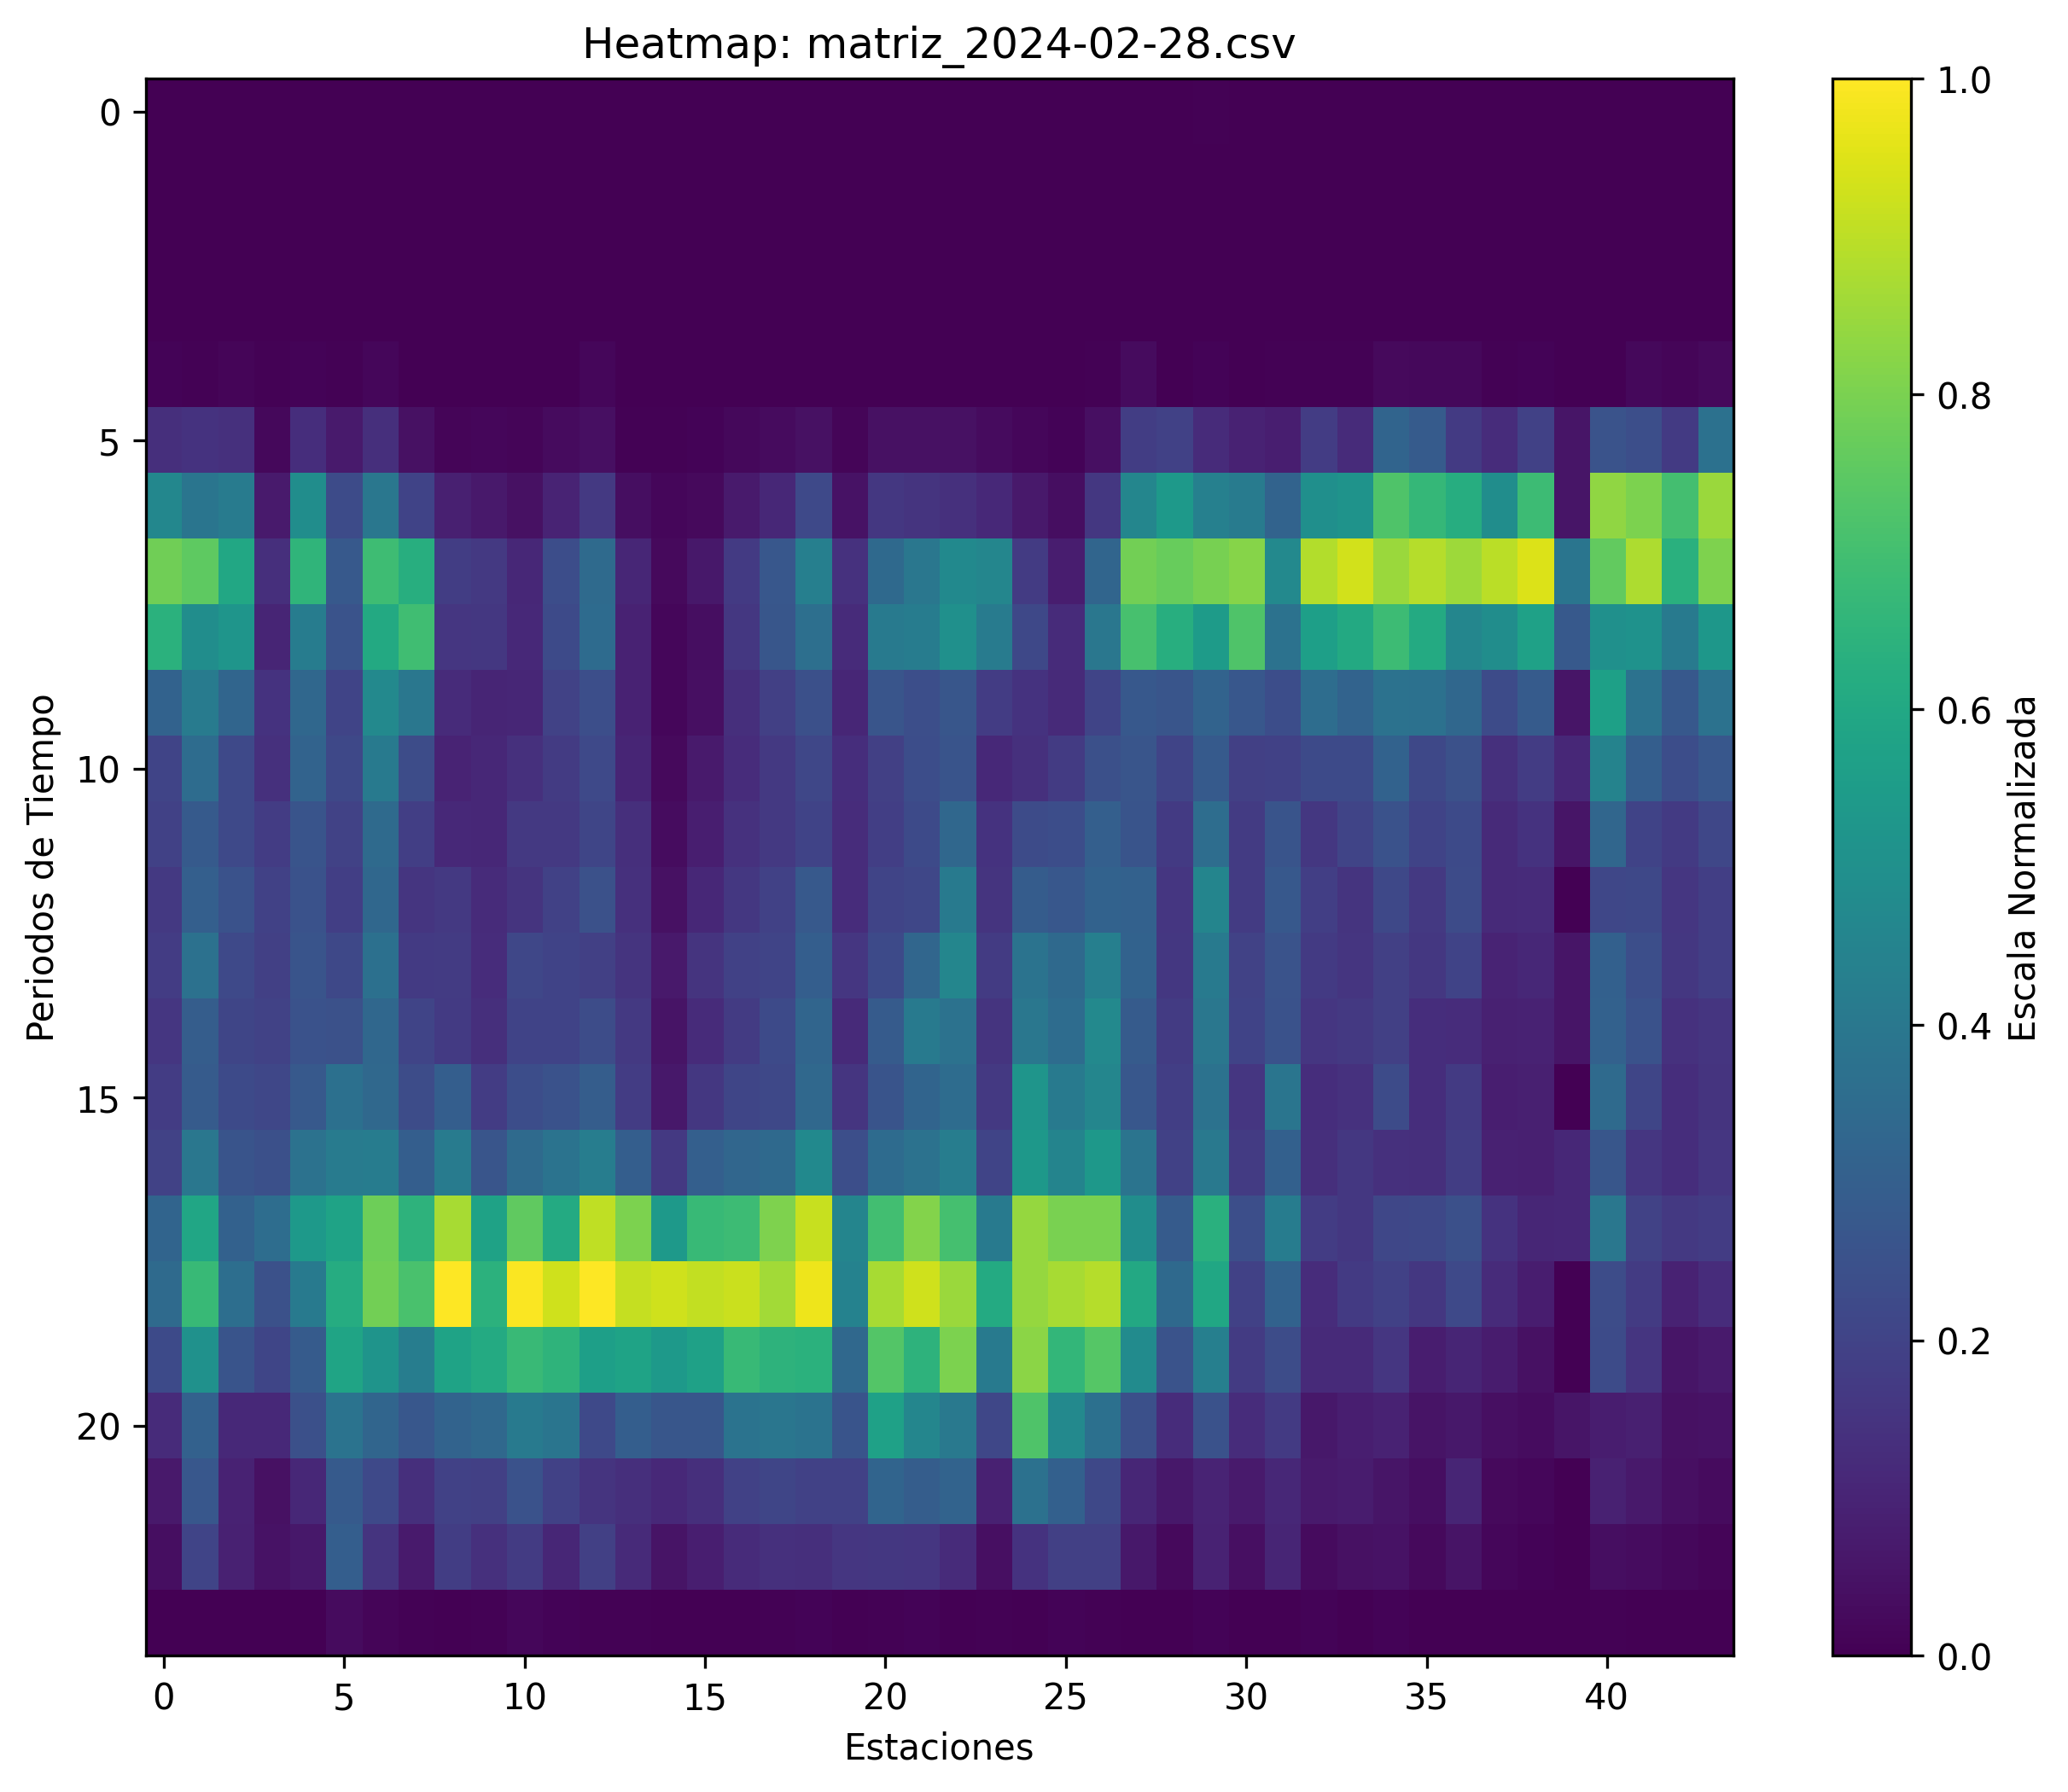 Heatmap: matriz_2024-02-28.csv
Periodos de Tiempo
0
5
10
15
20
0 5 10 15 20 25 30 35 40
Estaciones
1.0
0.8
0.6
0.4
0.2
0.0
Escala Normalizada